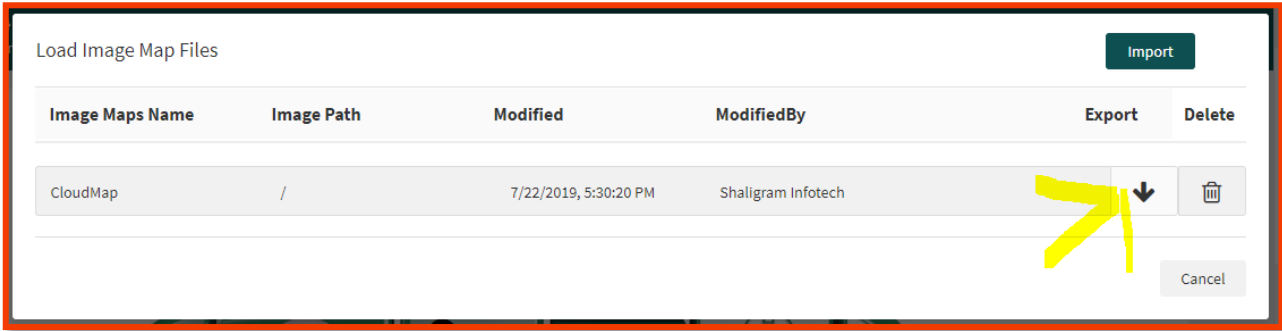 Load Image Map Files Import
Image Maps Name Image Path Modified ModifiedBy Export Delete
CloudMap / 7/22/2019, 5:30:20 PM Shaligram Infotech
Cancel